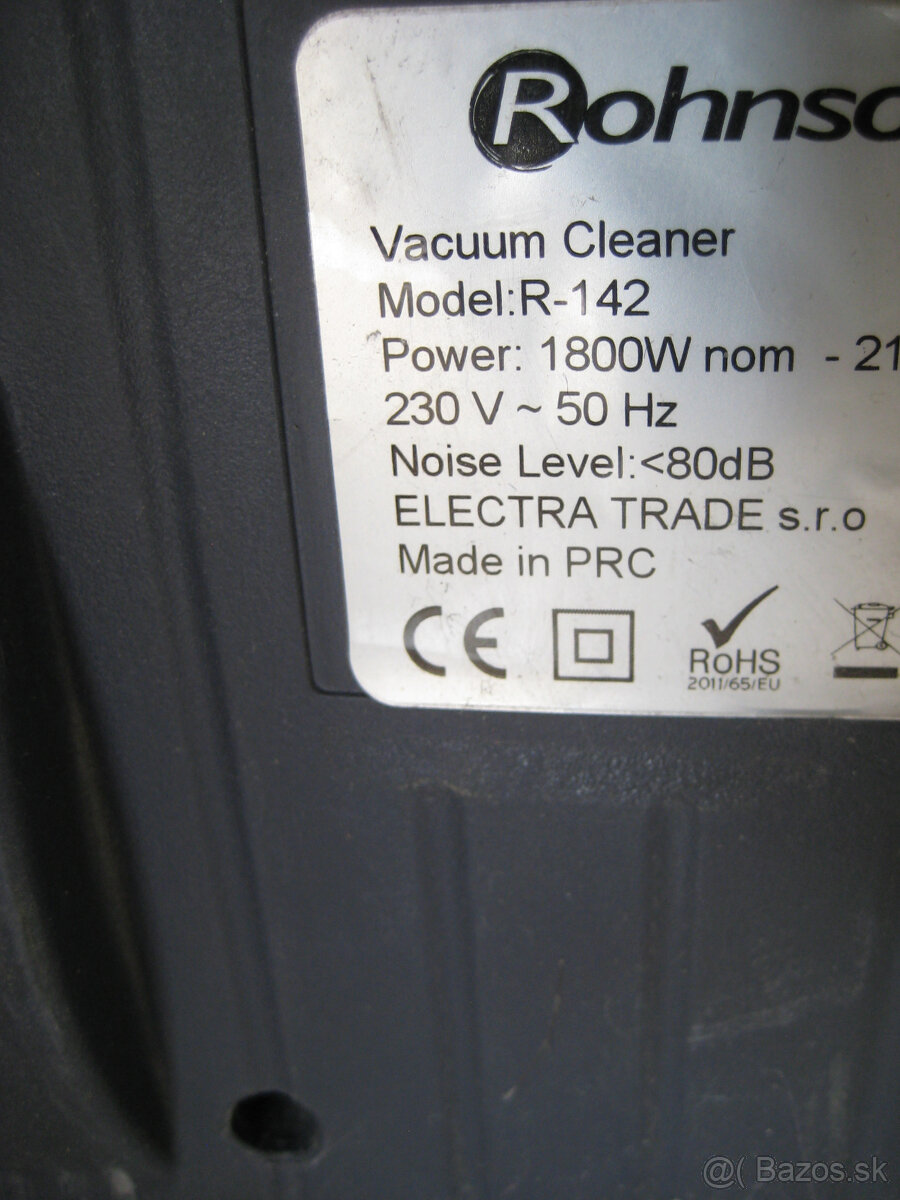 Rohnso
Vacuum Cleaner
Model:R-142
Power: 1800W nom - 21
230 V ~ 50 Hz
Noise Level:<80dB
ELECTRA TRADE s.r.o
Made in PRC
CE
RoHS
2011/65/EU
@( Bazos.sk